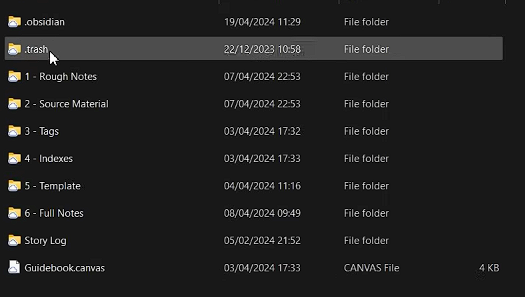 .obsidian 19/04/2024 11:29 File folder
.trash 22/12/2023 10:58 File folder
1 - Rough Notes 07/04/2024 22:53 File folder
2 - Source Material 07/04/2024 22:53 File folder
3 - Tags 03/04/2024 17:32 File folder
4 - Indexes 03/04/2024 17:33 File folder
5 - Template 04/04/2024 11:16 File folder
6 - Full Notes 08/04/2024 09:49 File folder
Story Log 05/02/2024 21:52 File folder
Guidebook.canvas 03/04/2024 17:33 CANVAS File 4 KB